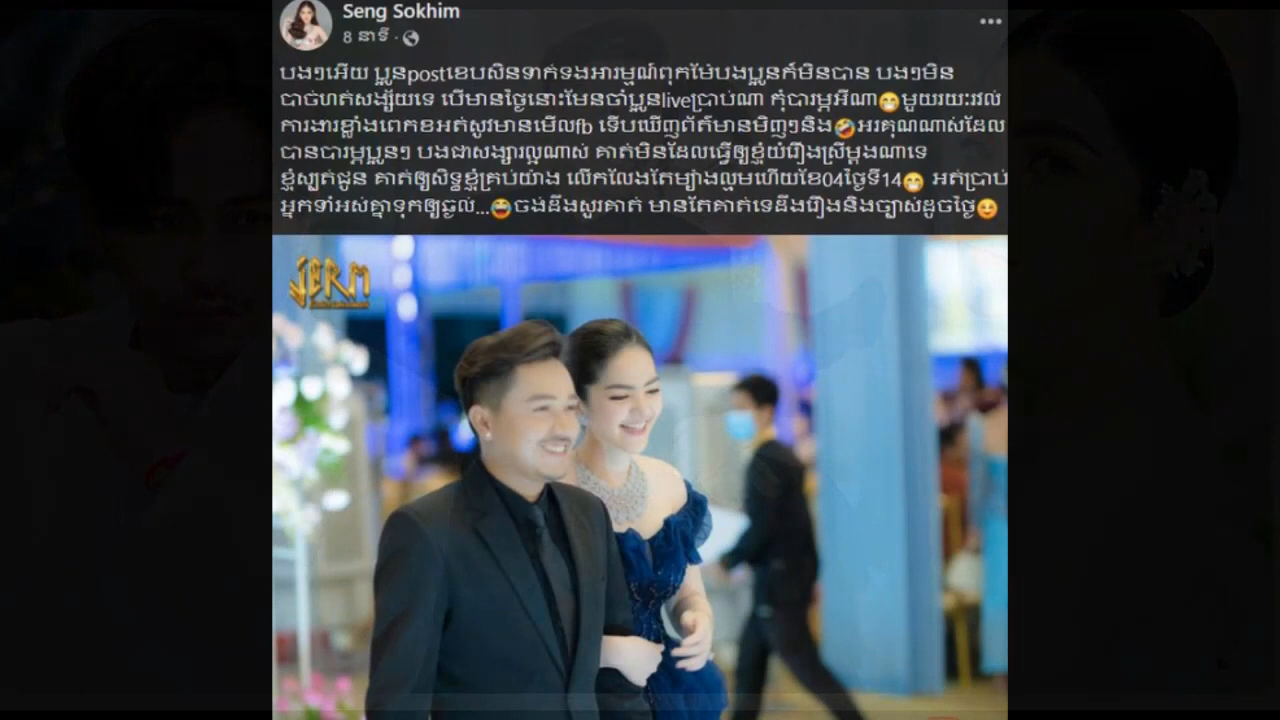 Seng Sokhim
8 នាទី ·
បងៗអើយ ប្អូនpostខេបសិនទាក់ទងអារម្មណ៍ពុកម៉ែបងប្អូនក៍មិនបាន បងៗមិន
បាច់ហត់សង្ស័យទេ បើមានថ្ងៃនោះមែនចាំប្អូនliveប្រាប់ណា កុំបារម្ភអីណា😁មួយរយៈរវល់
ការងារខ្លាំងពេកខអត់សូវមានមើលfb ទើបឃើញព័ត៍មានមិញៗនិង🤣អរគុណណាស់ដែល
បានបារម្ភប្អូនៗ បងជាសង្សារល្អណាស់ គាត់មិនដែលធ្វើឲ្យខ្ញុំយំរឿងស្រីម្ដងណាទេ
ខ្ញុំស្បត់ជូន គាត់ឲ្យសិទ្ធខ្ញុំគ្រប់យ៉ាង លើកលែងតែម្យ៉ាងល្មមហើយខែ04ថ្ងៃទី14😁 អត់ប្រាប់
អ្នកទាំអស់គ្នាទុកឲ្យឆ្ងល់...😂ចង់ដឹងសួរគាត់ មានតែគាត់ទេដឹងរឿងនិងច្បាស់ដូចថ្ងៃ☺️
JERM